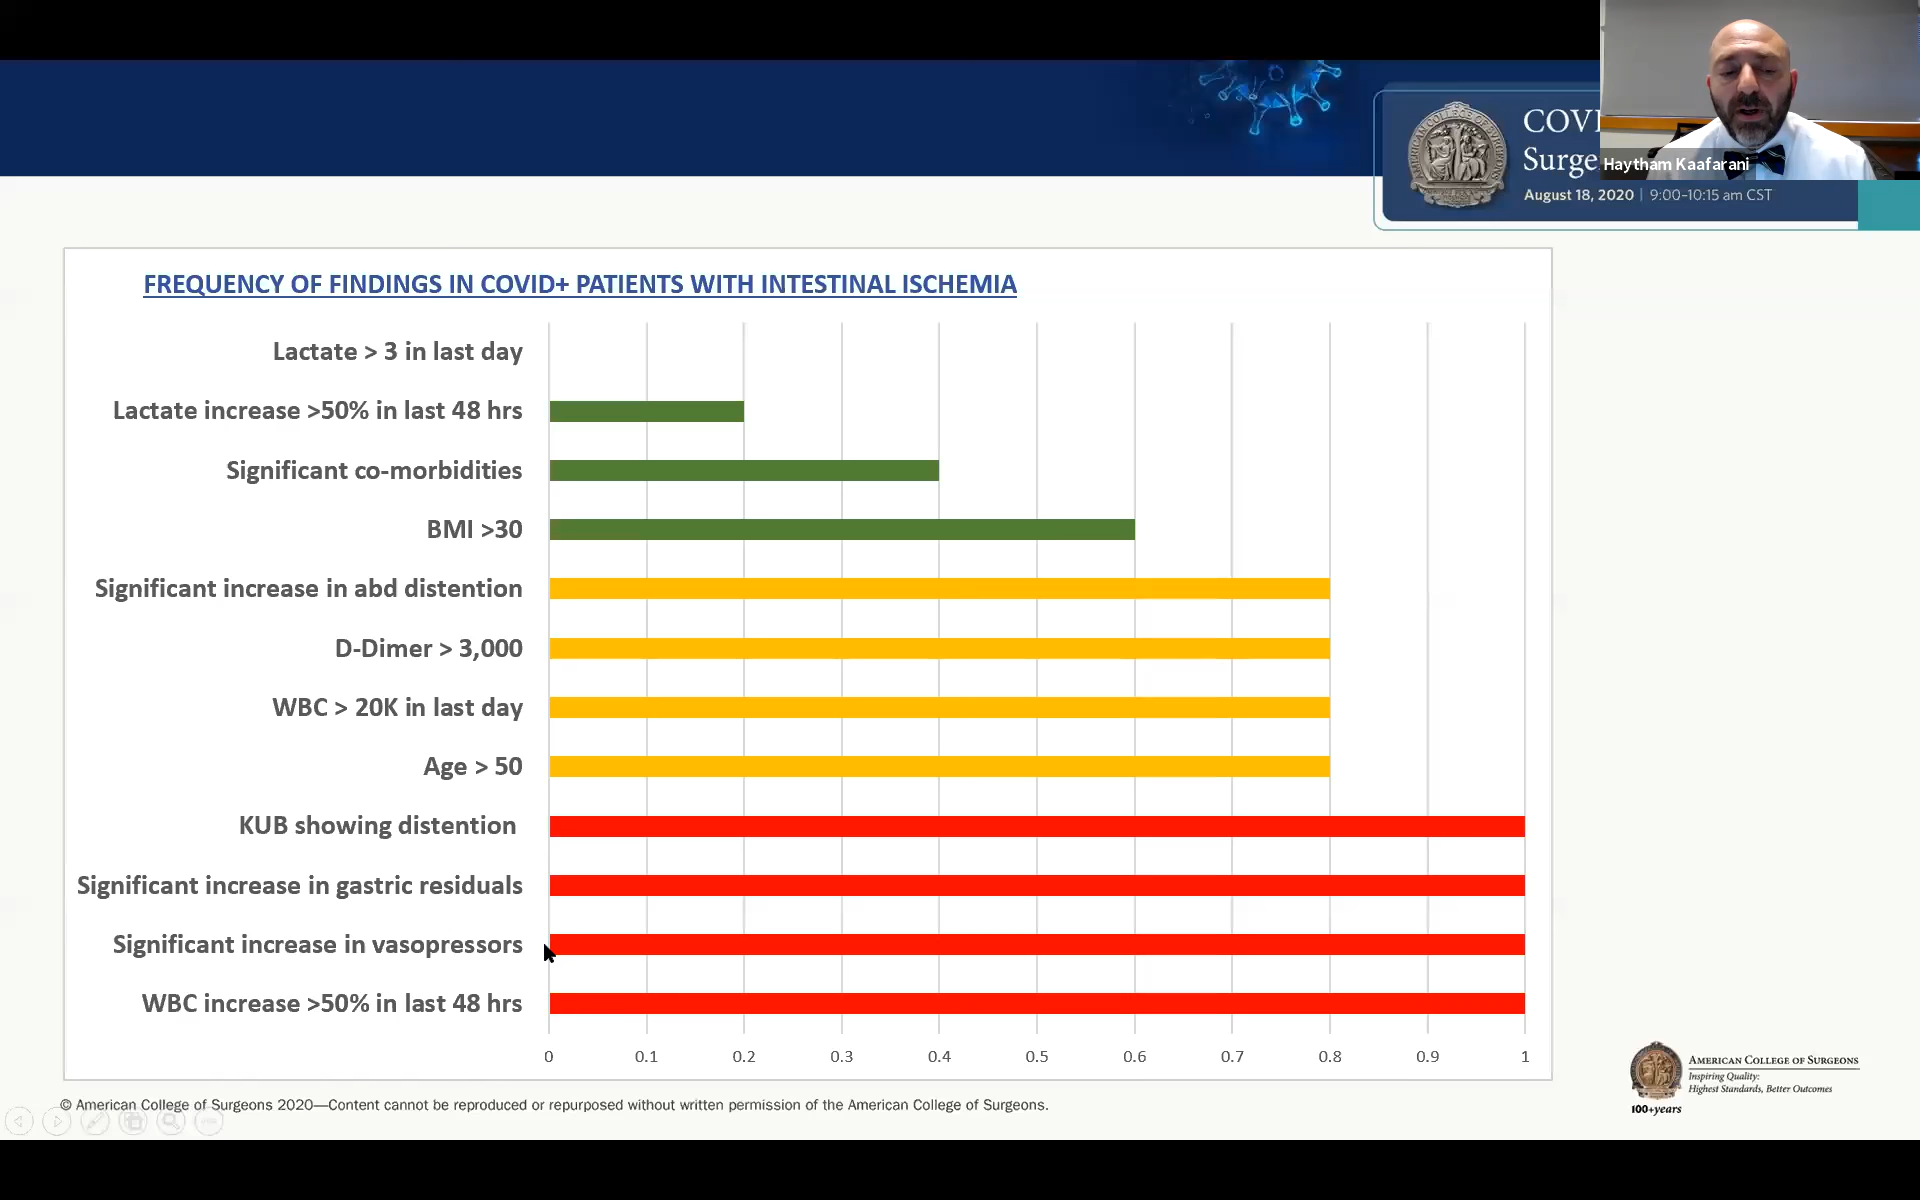 COVI
Surge
August 18, 2020 | 9:00–10:15 am CST
Haytham Kaafarani
FREQUENCY OF FINDINGS IN COVID+ PATIENTS WITH INTESTINAL ISCHEMIA
Lactate > 3 in last day
Lactate increase >50% in last 48 hrs
Significant co-morbidities
BMI >30
Significant increase in abd distention
D-Dimer > 3,000
WBC > 20K in last day
Age > 50
KUB showing distention
Significant increase in gastric residuals
Significant increase in vasopressors
WBC increase >50% in last 48 hrs
0 0.1 0.2 0.3 0.4 0.5 0.6 0.7 0.8 0.9 1
AMERICAN COLLEGE OF SURGEONS
Inspiring Quality:
Highest Standards, Better Outcomes
100+years
© American College of Surgeons 2020—Content cannot be reproduced or repurposed without written permission of the American College of Surgeons.